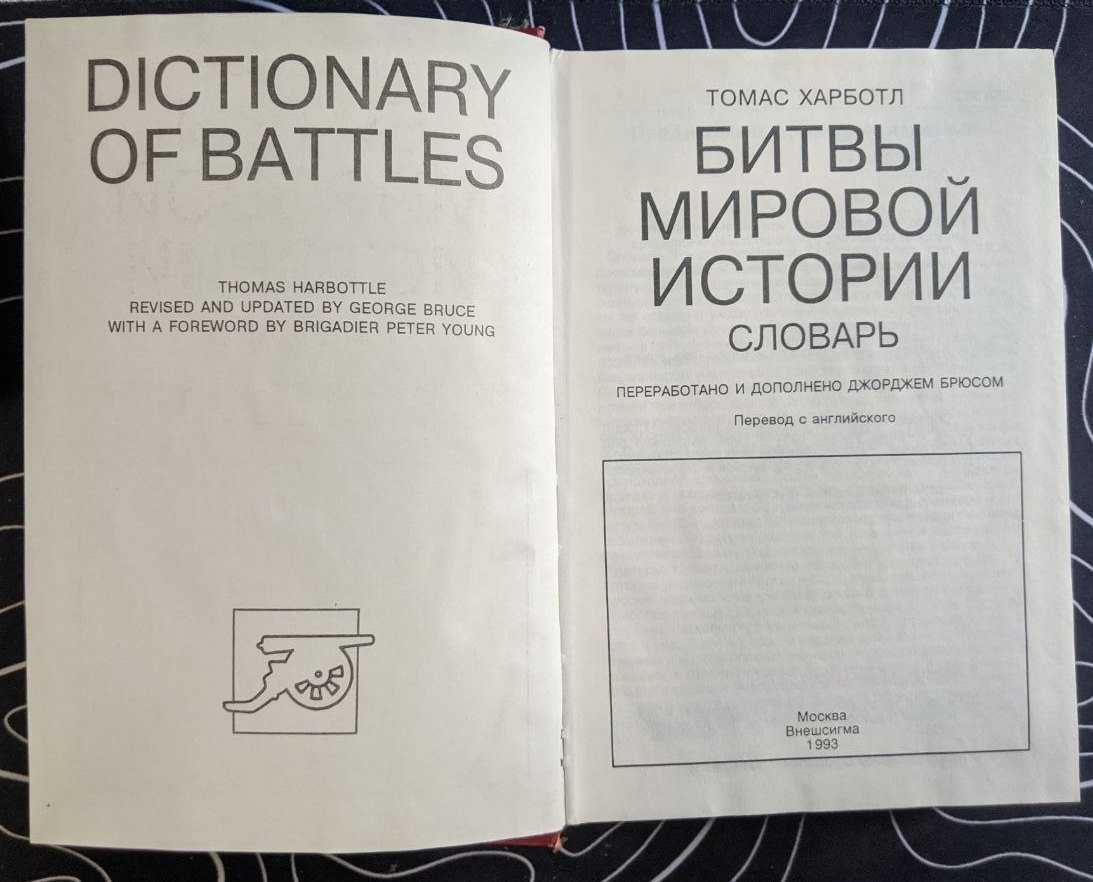 DICTIONARY
OF BATTLES
THOMAS HARBOTTLE
REVISED AND UPDATED BY GEORGE BRUCE
WITH A FOREWORD BY BRIGADIER PETER YOUNG
ТОМАС ХАРБОТЛ
БИТВЫ
МИРОВОЙ
ИСТОРИИ
СЛОВАРЬ
ПЕРЕРАБОТАНО И ДОПОЛНЕНО ДЖОРДЖЕМ БРЮСОМ
Перевод с английского
Москва
Внешсигма
1993